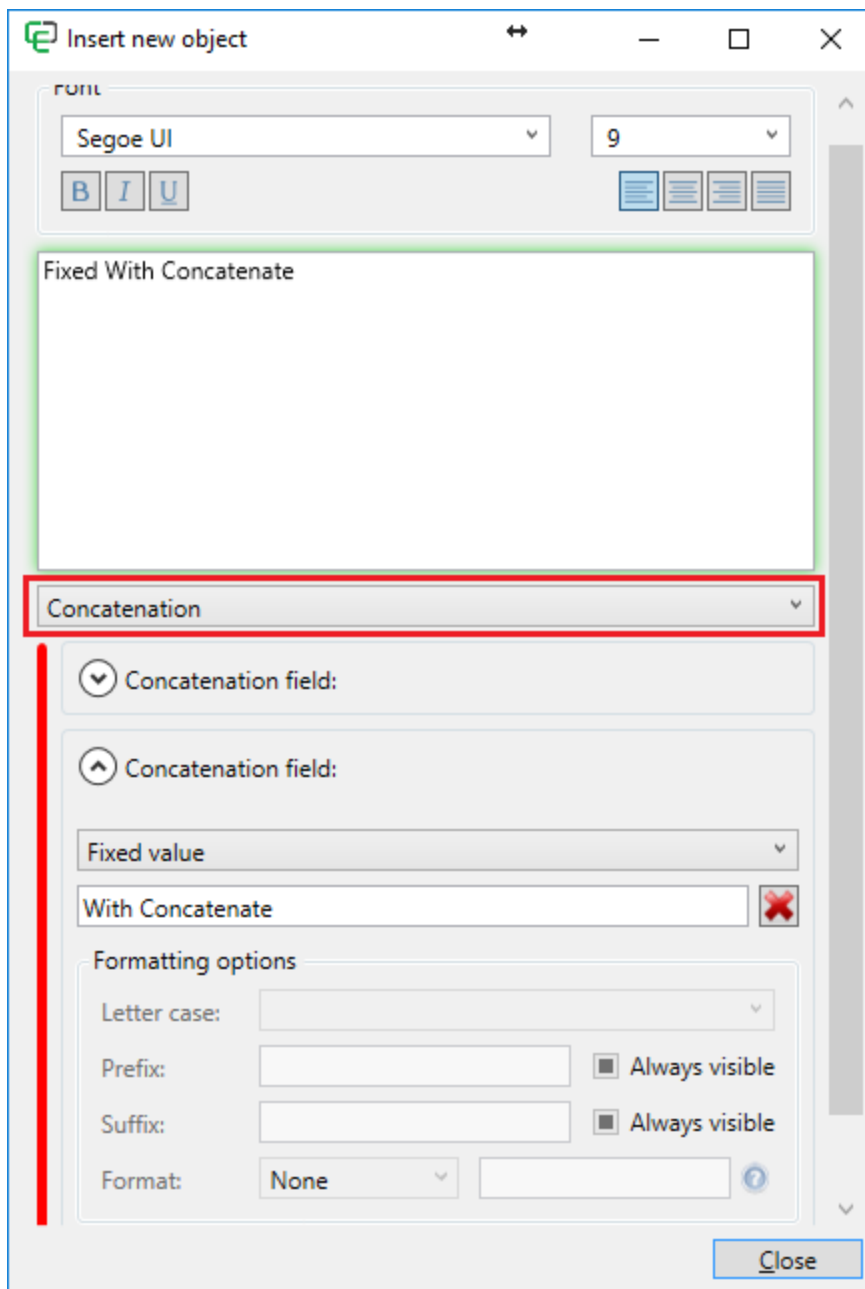 Insert new object
Font
Segoe UI 9
B I U
Fixed With Concatenate
Concatenation
Concatenation field:
Concatenation field:
Fixed value
With Concatenate
Formatting options
Letter case:
Prefix: Always visible
Suffix: Always visible
Format: None ?
Close